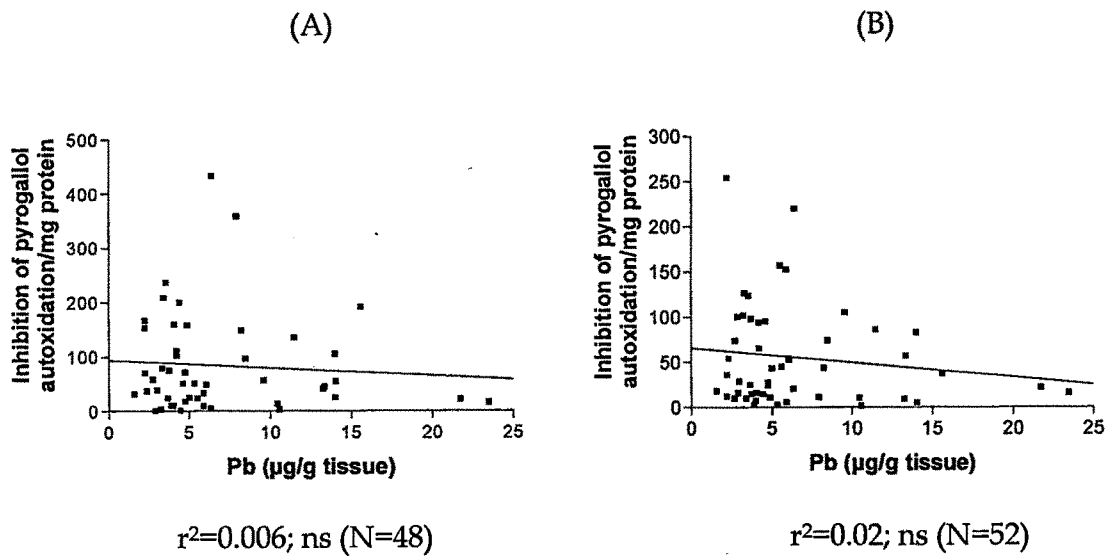 (A)
(B)
Inhibition of pyrogallol
autoxidation/mg protein
500
400
300
200
100
0
0 5 10 15 20 25
Pb (µg/g tissue)
r²=0.006; ns (N=48)
Inhibition of pyrogallol
autoxidation/mg protein
300
250
200
150
100
50
0
0 5 10 15 20 25
Pb (µg/g tissue)
r²=0.02; ns (N=52)